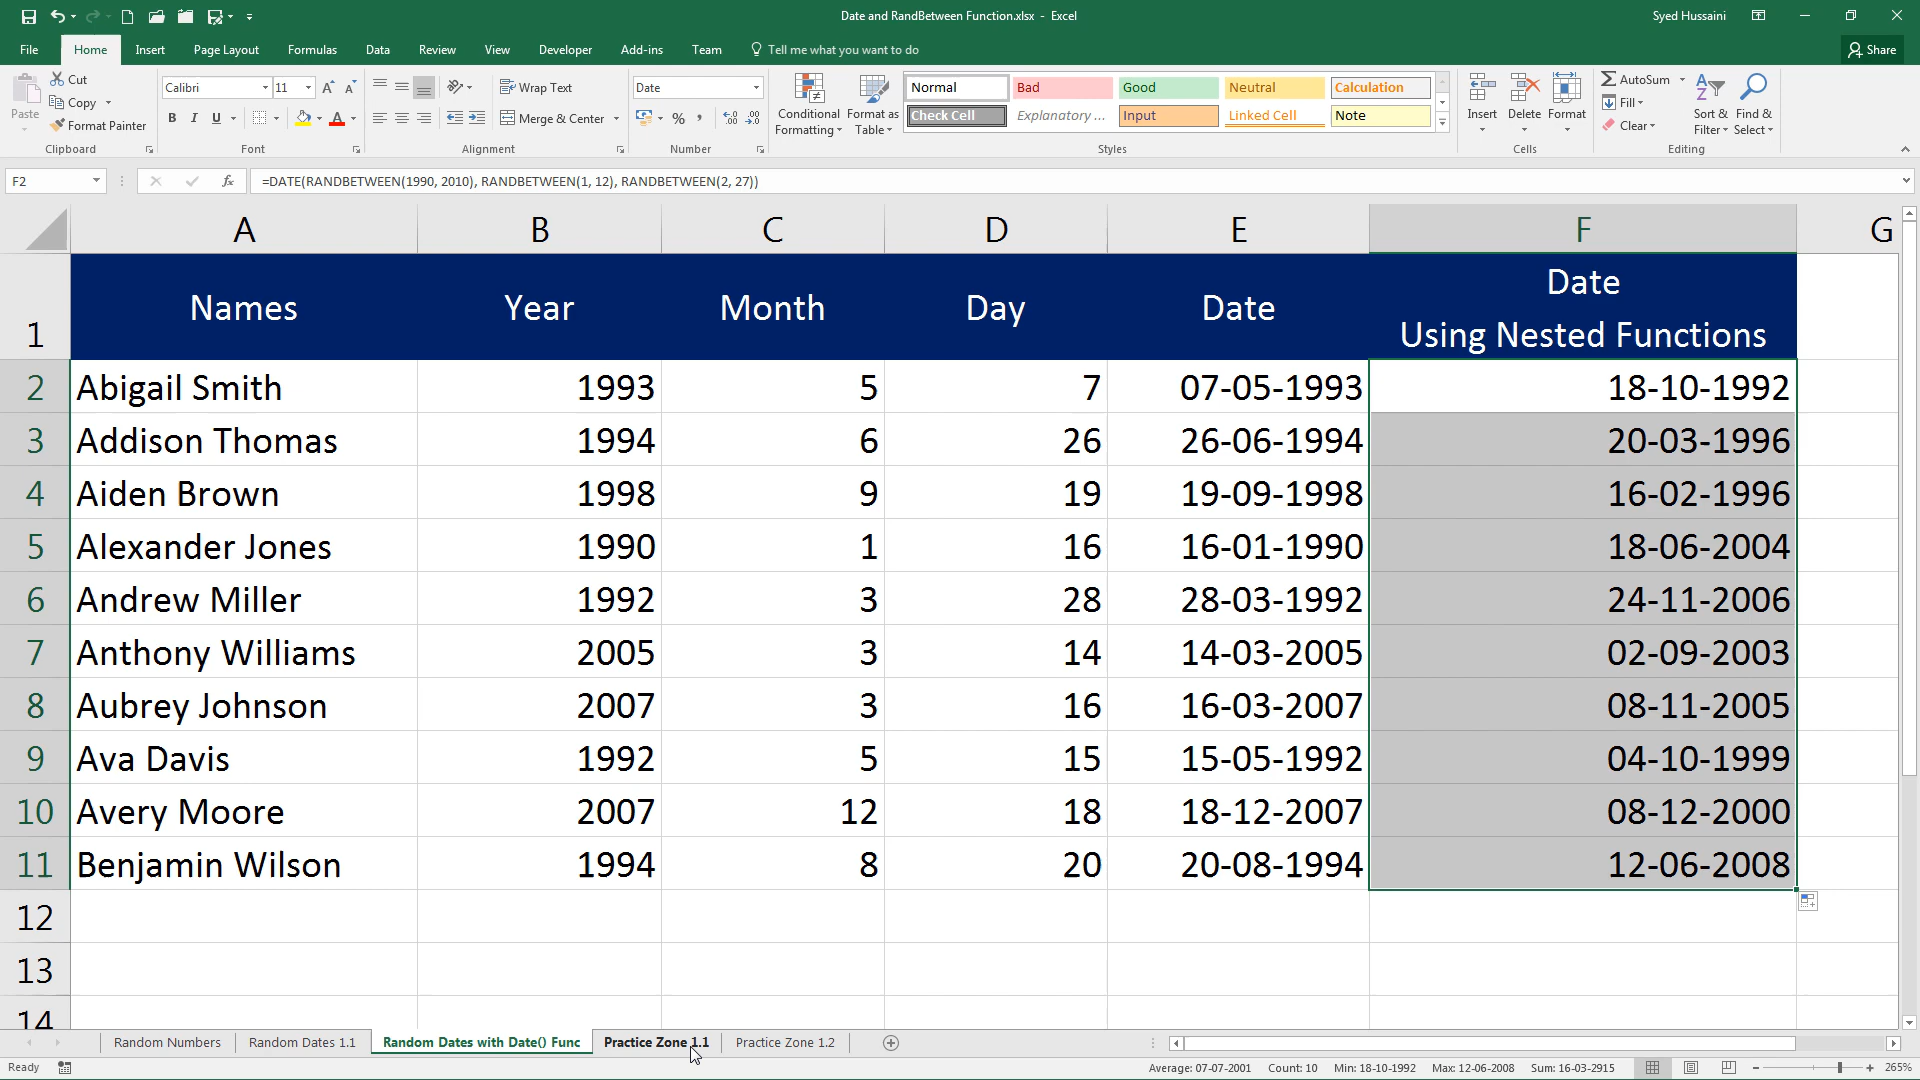 Date and RandBetween Function.xlsx - Excel
Syed Hussaini
File Home Insert Page Layout Formulas Data Review View Developer Add-ins Team Tell me what you want to do Share
Paste
Cut
Copy
Format Painter
Clipboard
Calibri 11
B I U
Font
Wrap Text
Merge & Center
Alignment
Date
Number
Conditional Formatting
Format as Table
Normal Bad Good Neutral Calculation
Check Cell Explanatory ... Input Linked Cell Note
Styles
Insert Delete Format
Cells
AutoSum
Fill
Clear
Sort & Filter
Find & Select
Editing
F2 fx =DATE(RANDBETWEEN(1990, 2010), RANDBETWEEN(1, 12), RANDBETWEEN(2, 27))
A B C D E F G
1 Names Year Month Day Date Date
Using Nested Functions
2 Abigail Smith 1993 5 7 07-05-1993 18-10-1992
3 Addison Thomas 1994 6 26 26-06-1994 20-03-1996
4 Aiden Brown 1998 9 19 19-09-1998 16-02-1996
5 Alexander Jones 1990 1 16 16-01-1990 18-06-2004
6 Andrew Miller 1992 3 28 28-03-1992 24-11-2006
7 Anthony Williams 2005 3 14 14-03-2005 02-09-2003
8 Aubrey Johnson 2007 3 16 16-03-2007 08-11-2005
9 Ava Davis 1992 5 15 15-05-1992 04-10-1999
10 Avery Moore 2007 12 18 18-12-2007 08-12-2000
11 Benjamin Wilson 1994 8 20 20-08-1994 12-06-2008
12
13
14
Random Numbers Random Dates 1.1 Random Dates with Date() Func Practice Zone 1.1 Practice Zone 1.2
Ready Average: 07-07-2001 Count: 10 Min: 18-10-1992 Max: 12-06-2008 Sum: 16-03-2915 265%